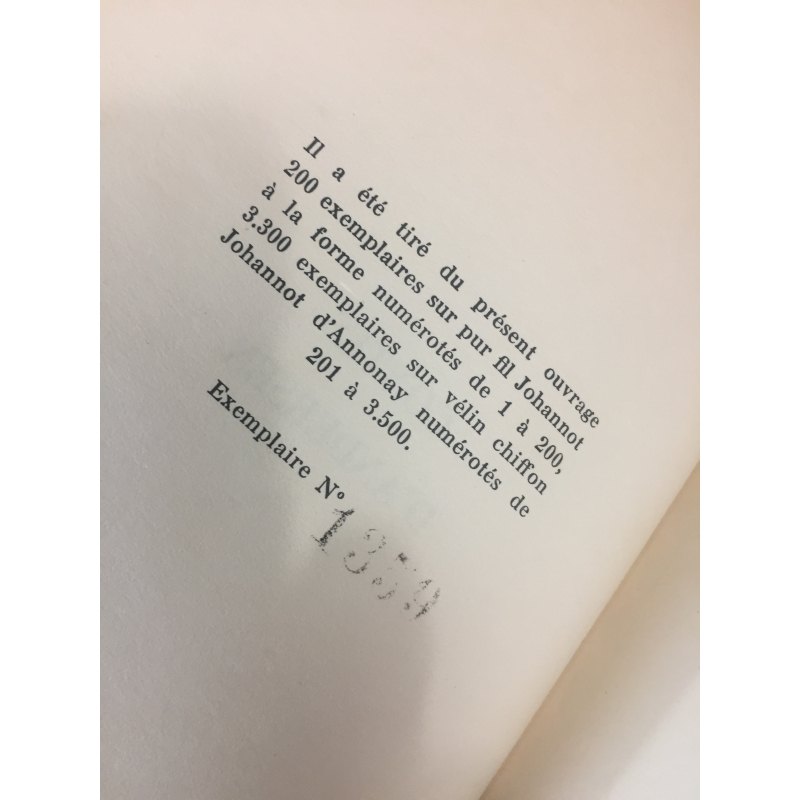 Il a été tiré du présent ouvrage
200 exemplaires sur pur fil Johannot
à la forme numérotés de 1 à 200,
3.300 exemplaires sur vélin chiffon
Johannot d'Annonay numérotés de
201 à 3.500.
Exemplaire N°
1359